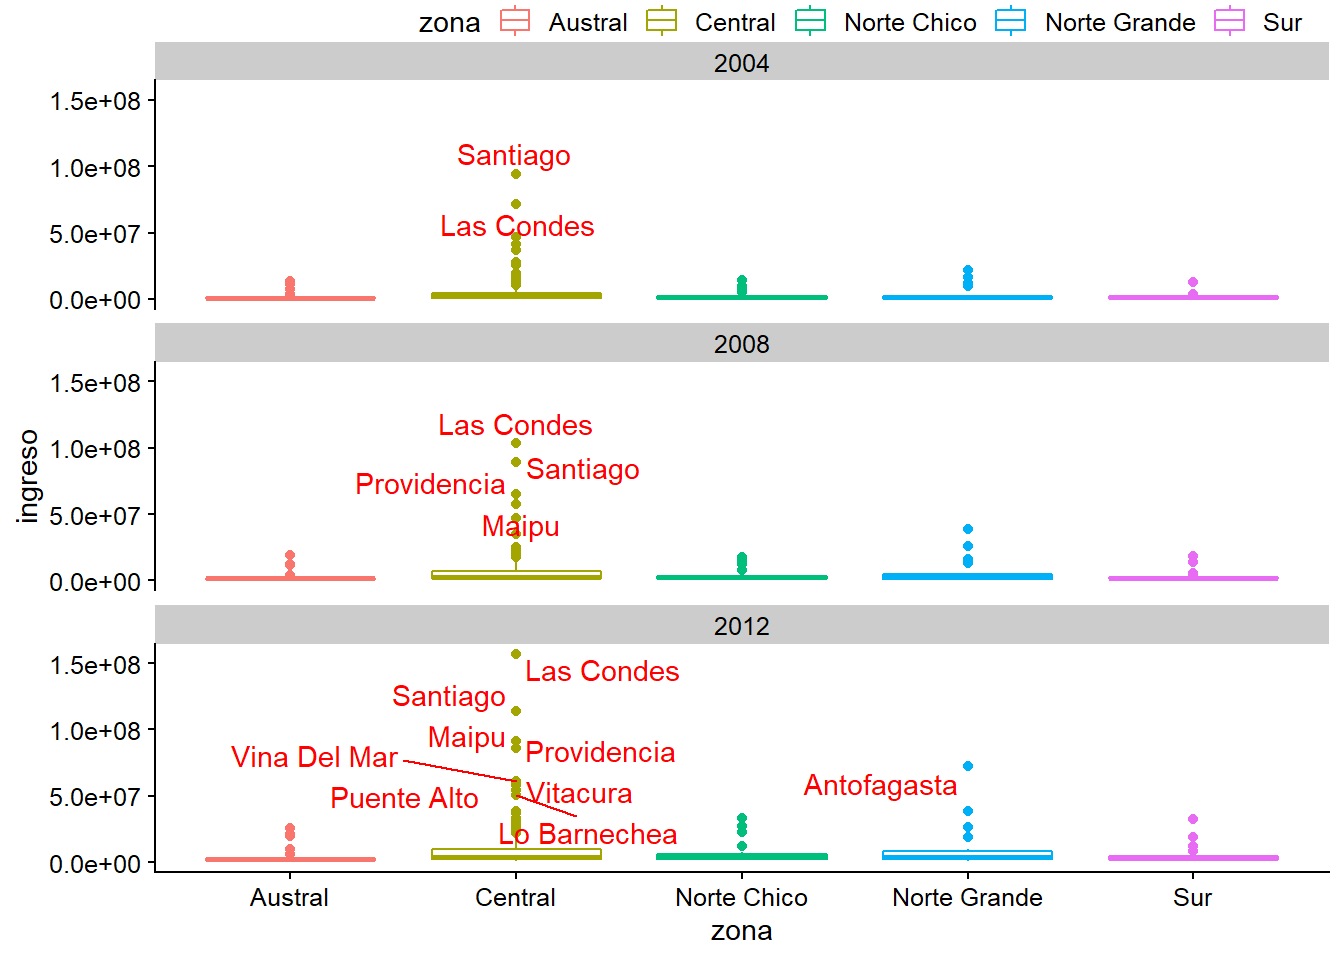 zona Austral Central Norte Chico Norte Grande Sur
2004
1.5e+08
Santiago
1.0e+08
Las Condes
5.0e+07
0.0e+00
2008
1.5e+08
Las Condes
1.0e+08
Santiago
Providencia
5.0e+07
Maipu
0.0e+00
ingreso
2012
1.5e+08
Las Condes
Santiago
1.0e+08
Maipu
Providencia
Vina Del Mar
5.0e+07
Puente Alto
Vitacura
Antofagasta
Lo Barnechea
0.0e+00
Austral Central Norte Chico Norte Grande Sur
zona